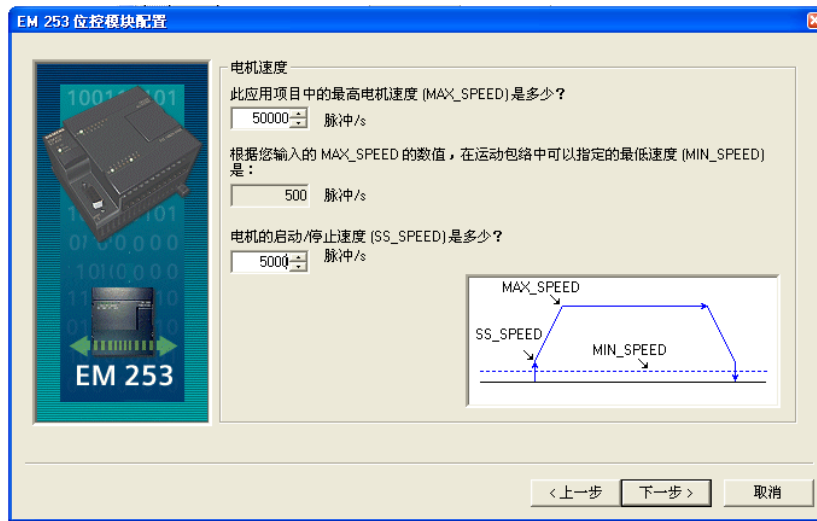 EM 253 位控模块配置
电机速度
此应用项目中的最高电机速度 (MAX_SPEED) 是多少？
50000 脉冲/s
根据您输入的 MAX_SPEED 的数值，在运动包络中可以指定的最低速度 (MIN_SPEED)
是：
500 脉冲/s
电机的启动/停止速度 (SS_SPEED) 是多少？
5000 脉冲/s
MAX_SPEED
SS_SPEED
MIN_SPEED
EM 253
<上一步
下一步>
取消